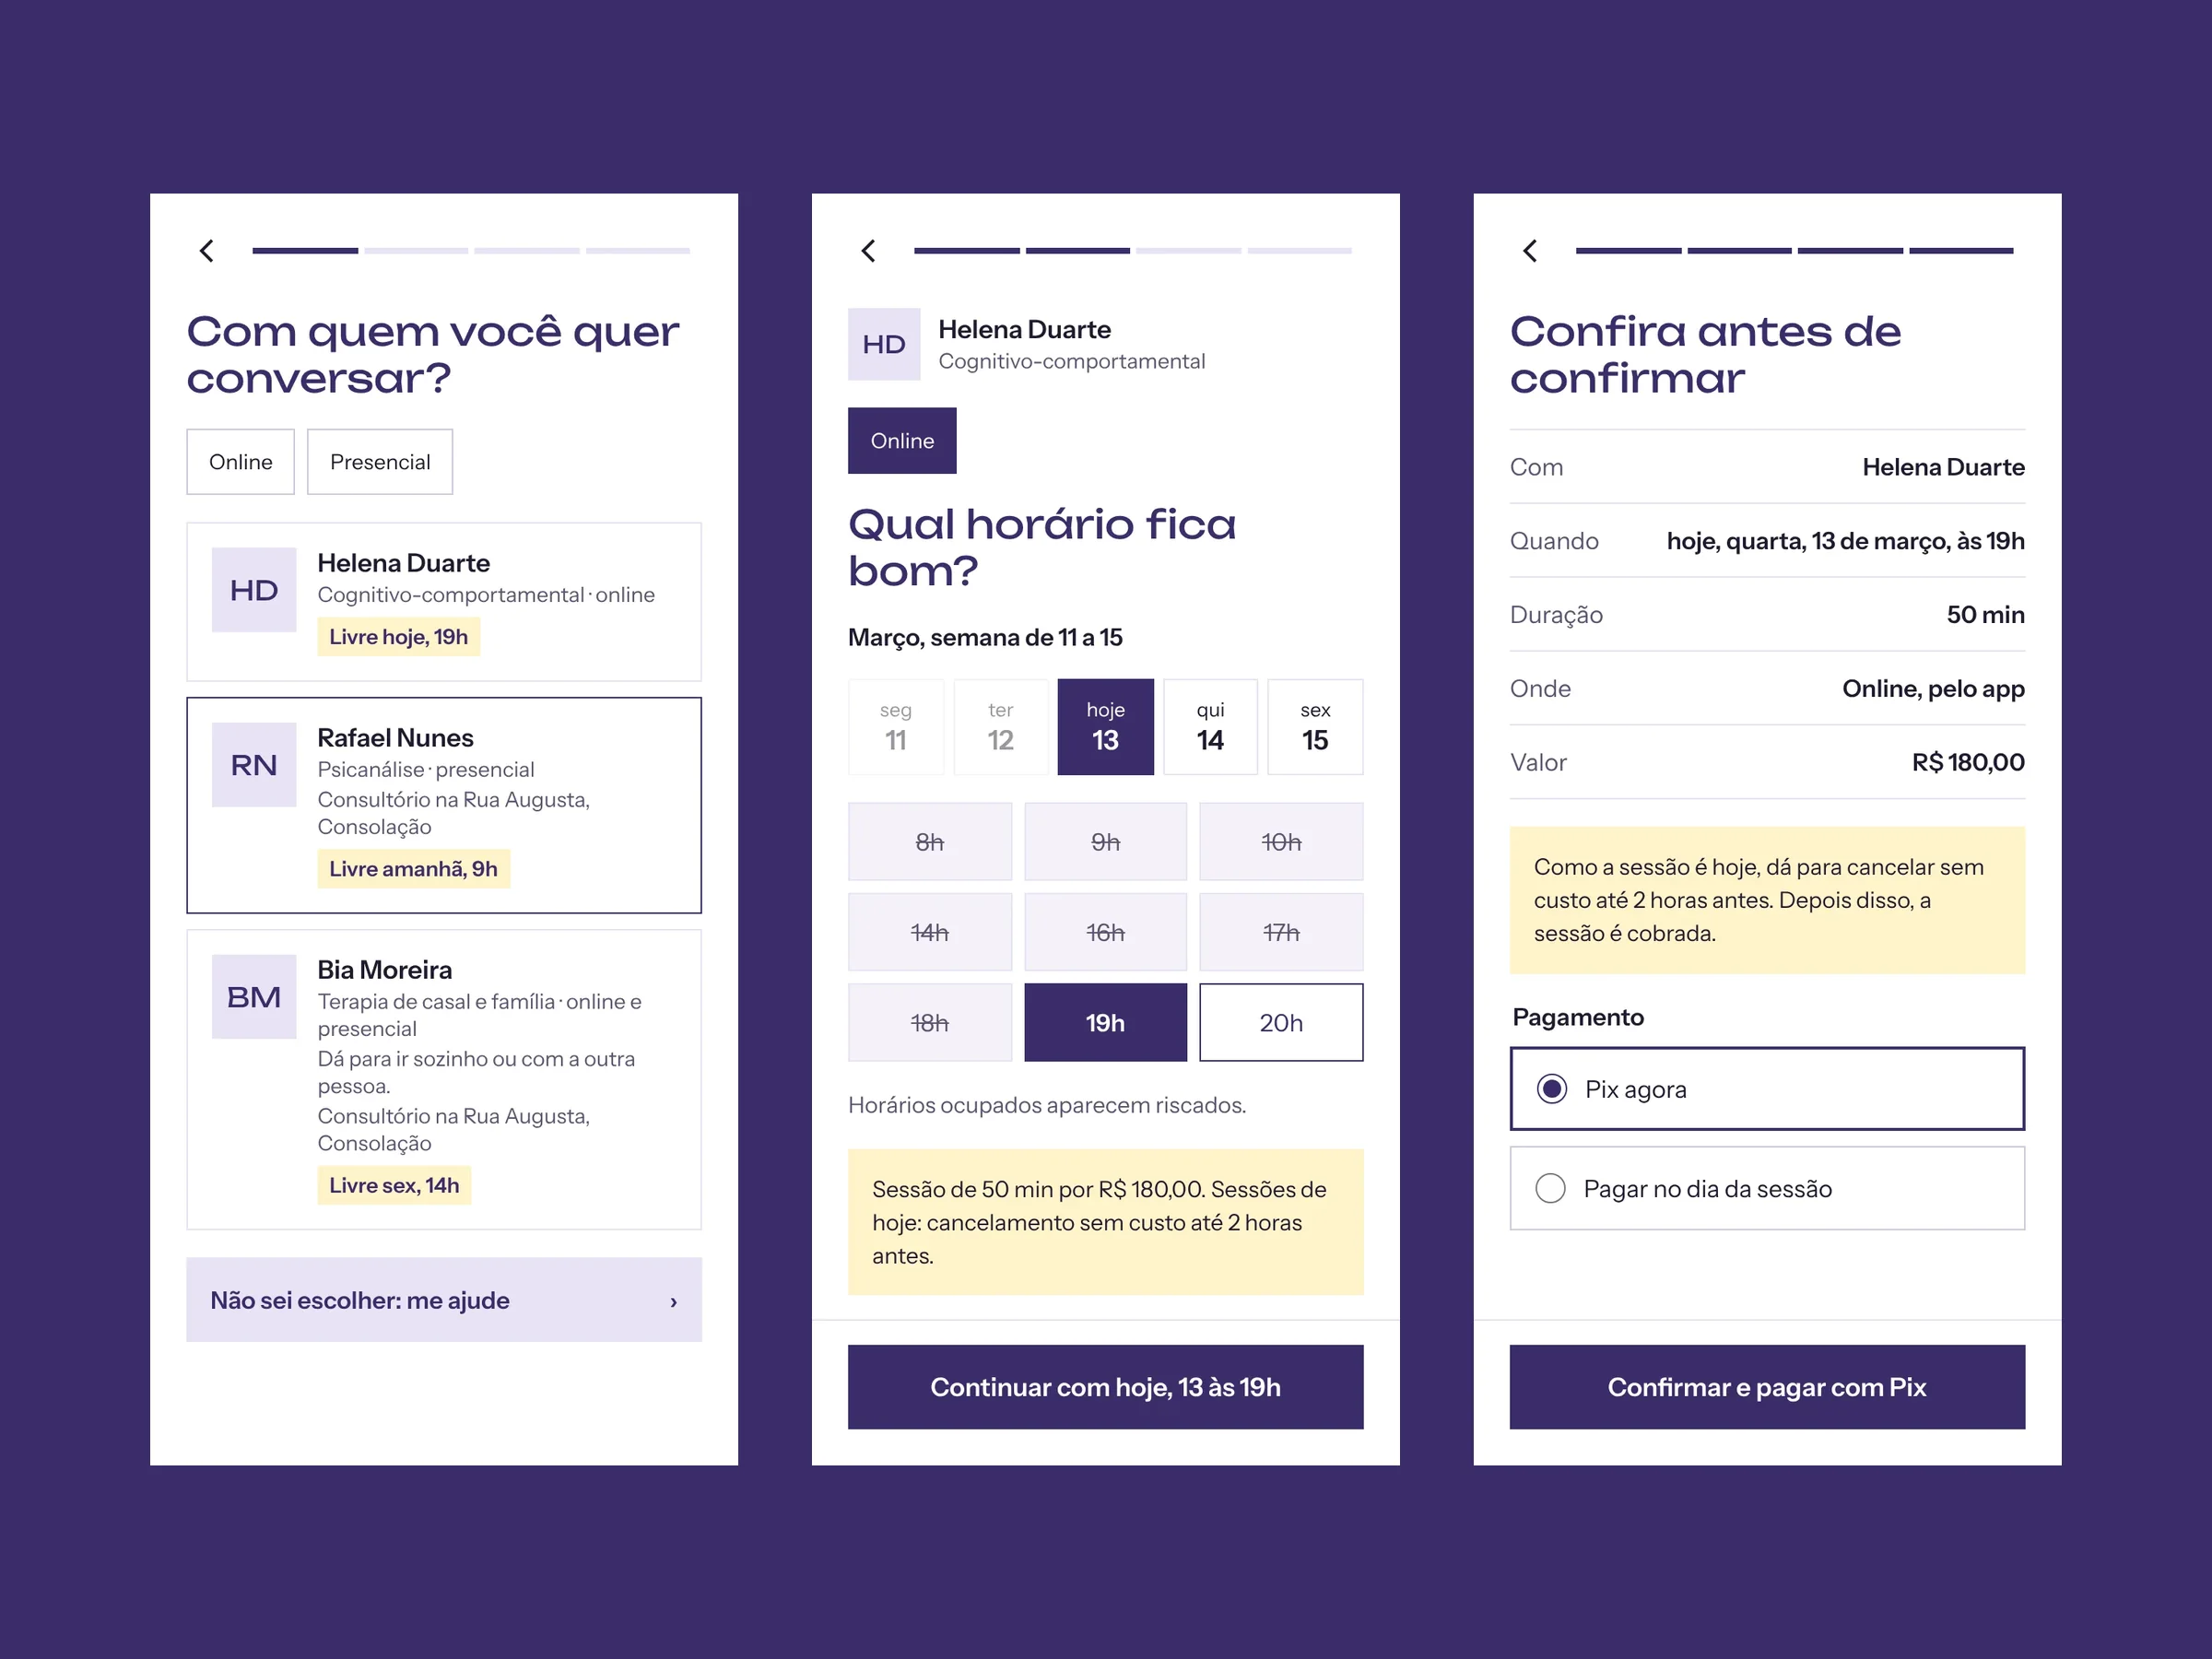 Com quem você quer
conversar?
Online
Presencial
HD
Helena Duarte
Cognitivo-comportamental · online
Livre hoje, 19h
RN
Rafael Nunes
Psicanálise · presencial
Consultório na Rua Augusta,
Consolação
Livre amanhã, 9h
BM
Bia Moreira
Terapia de casal e família · online e
presencial
Dá para ir sozinho ou com a outra
pessoa.
Consultório na Rua Augusta,
Consolação
Livre sex, 14h
Não sei escolher: me ajude ›
HD
Helena Duarte
Cognitivo-comportamental
Online
Qual horário fica
bom?
Março, semana de 11 a 15
seg ter hoje qui sex
11 12 13 14 15
8h 9h 10h
14h 16h 17h
18h 19h 20h
Horários ocupados aparecem riscados.
Sessão de 50 min por R$ 180,00. Sessões de
hoje: cancelamento sem custo até 2 horas
antes.
Continuar com hoje, 13 às 19h
Confira antes de
confirmar
Com Helena Duarte
Quando hoje, quarta, 13 de março, às 19h
Duração 50 min
Onde Online, pelo app
Valor R$ 180,00
Como a sessão é hoje, dá para cancelar sem
custo até 2 horas antes. Depois disso, a
sessão é cobrada.
Pagamento
Pix agora
Pagar no dia da sessão
Confirmar e pagar com Pix